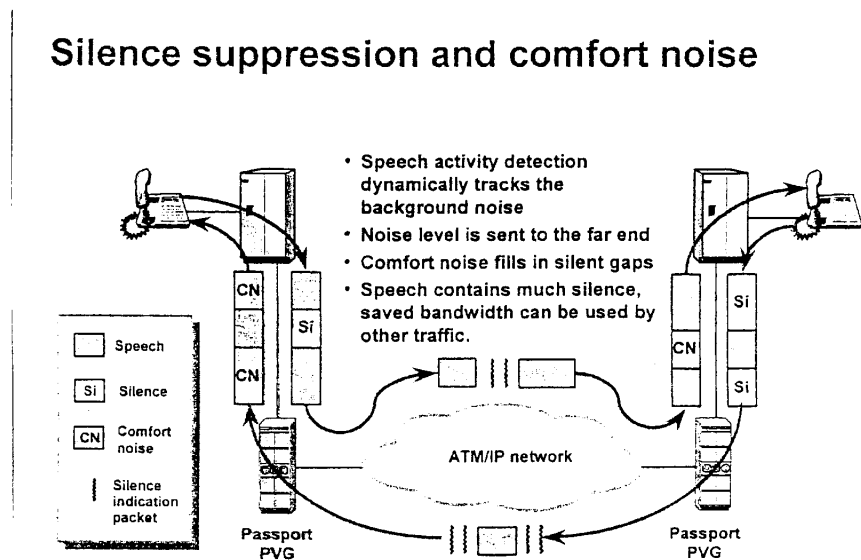 Silence suppression and comfort noise
• Speech activity detection
dynamically tracks the
background noise
• Noise level is sent to the far end
• Comfort noise fills in silent gaps
• Speech contains much silence,
saved bandwidth can be used by
other traffic.
CN
CN
Si
CN
Si
Si
Speech
Si Silence
CN Comfort
noise
Silence
indication
packet
ATM/IP network
Passport
PVG
Passport
PVG